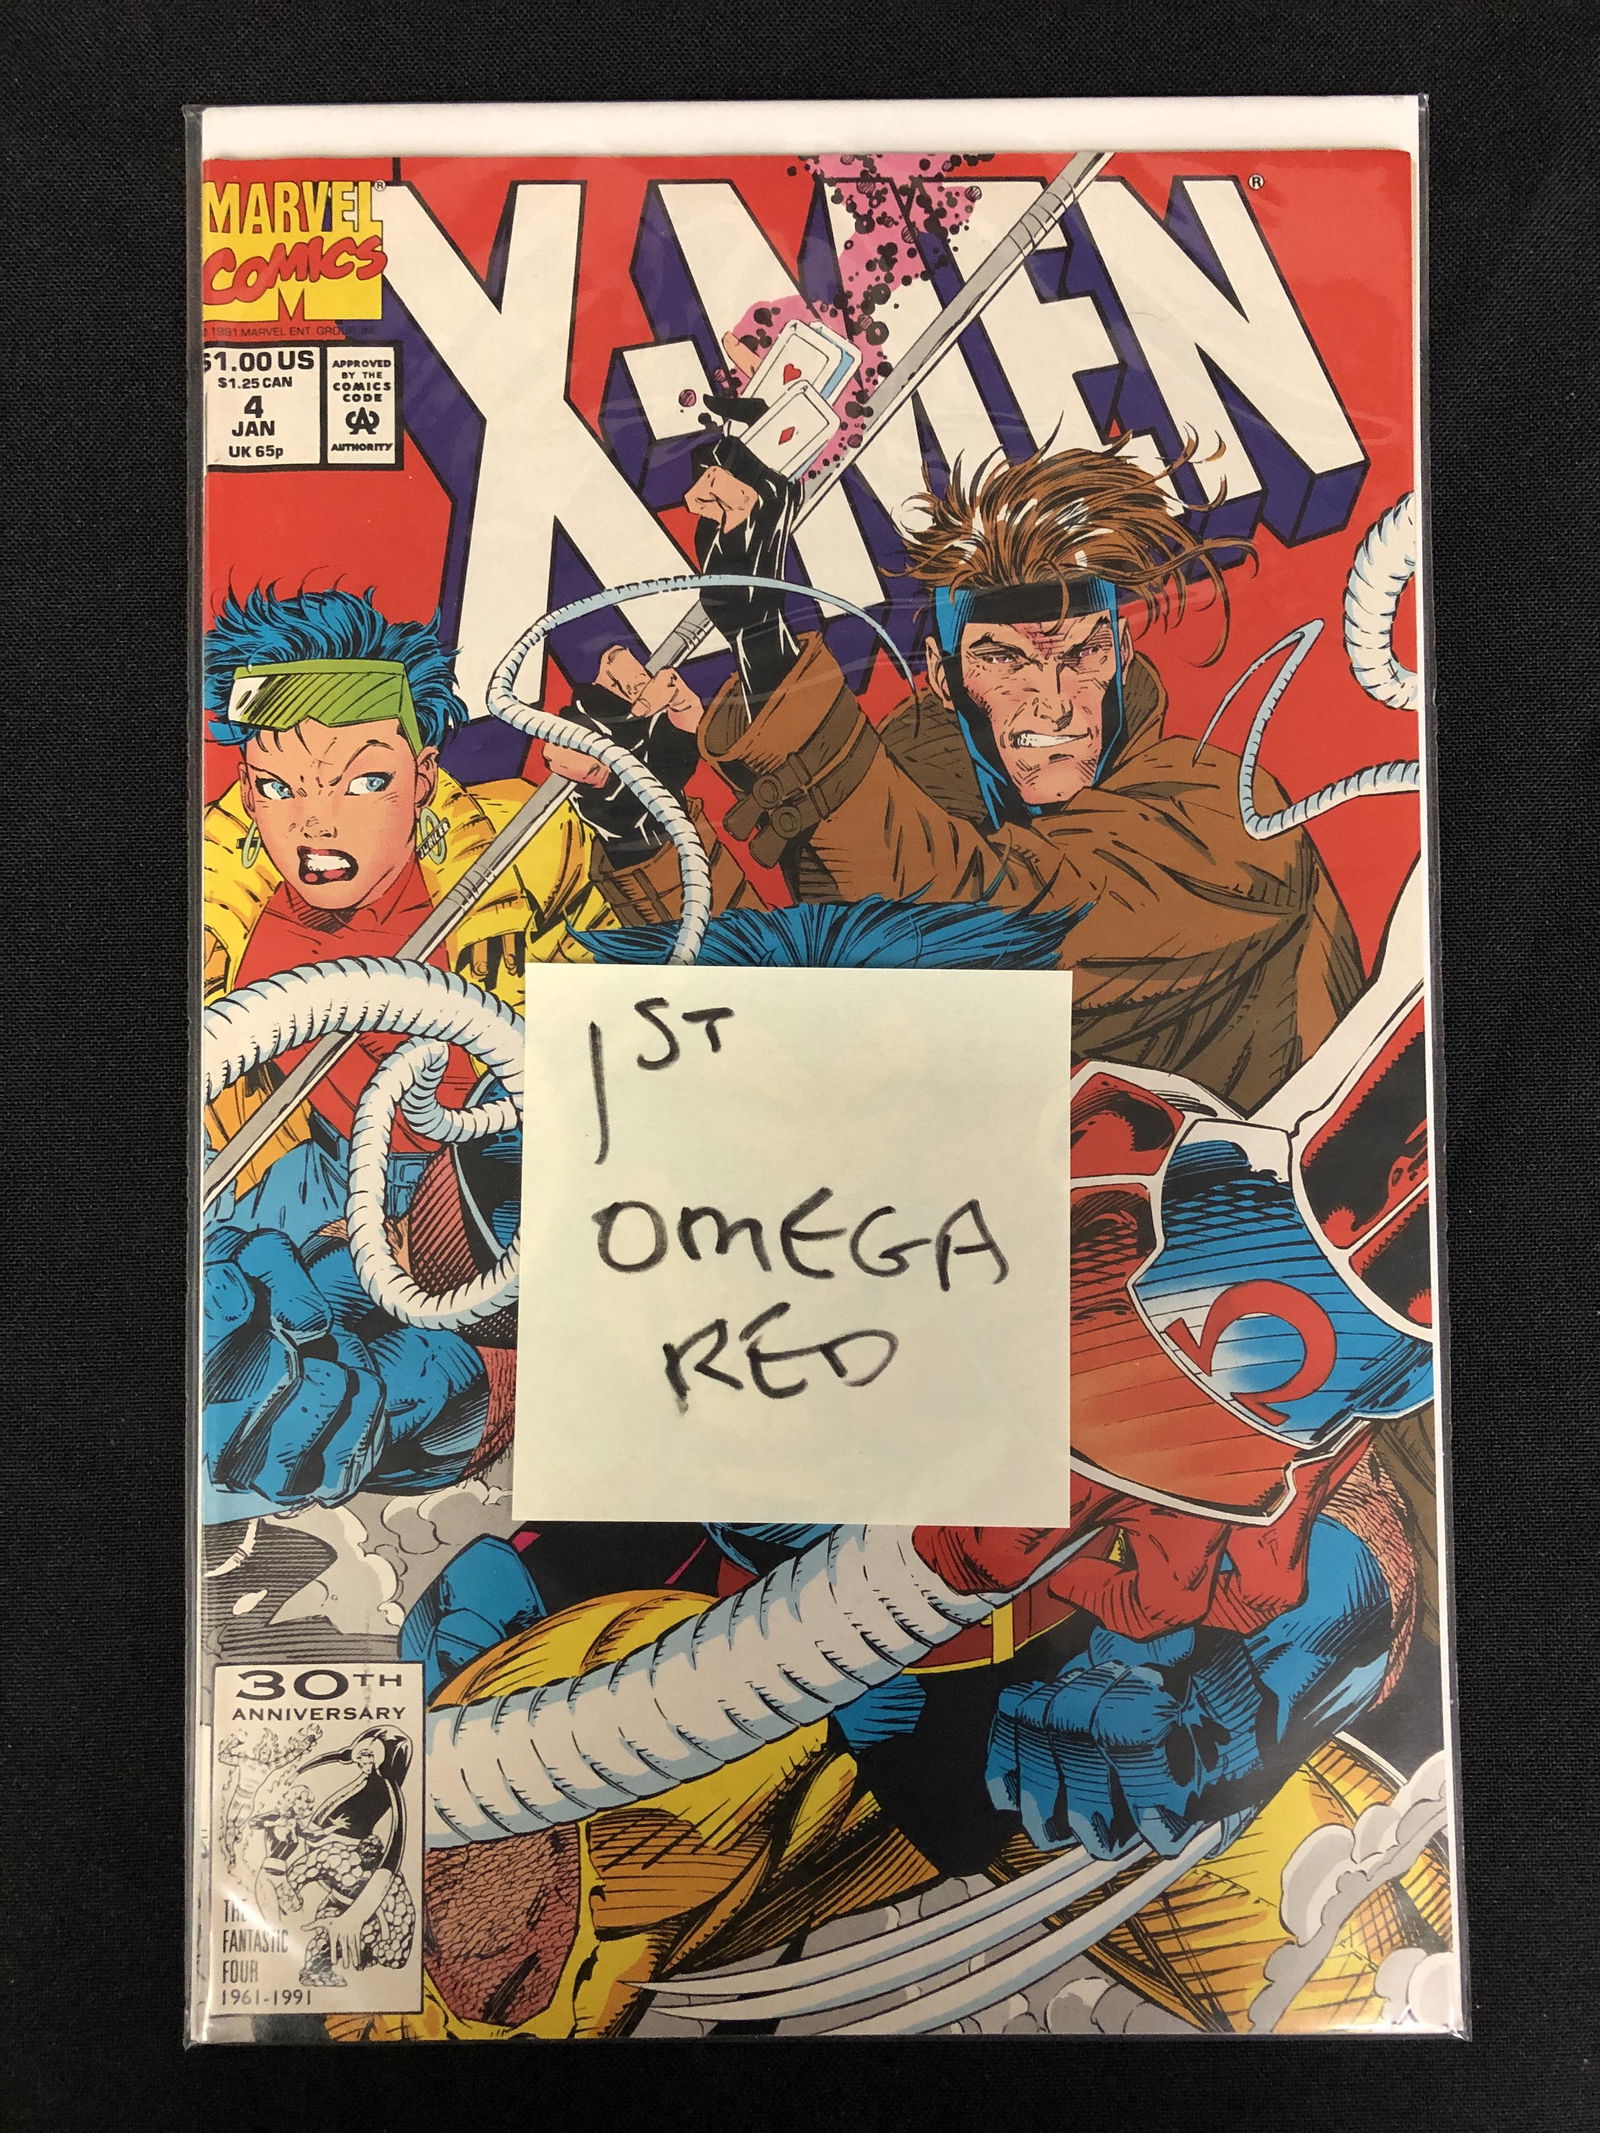 MARVEL®
COMICS
M
© 1991 MARVEL ENT. GROUP, INC.
$1.00 US
$1.25 CAN
4
JAN
UK 65p
APPROVED
BY THE
COMICS
CODE
CA
AUTHORITY
X-MEN®
1ST
OMEGA
RED
30TH
ANNIVERSARY
THE
FANTASTIC
FOUR
1961-1991